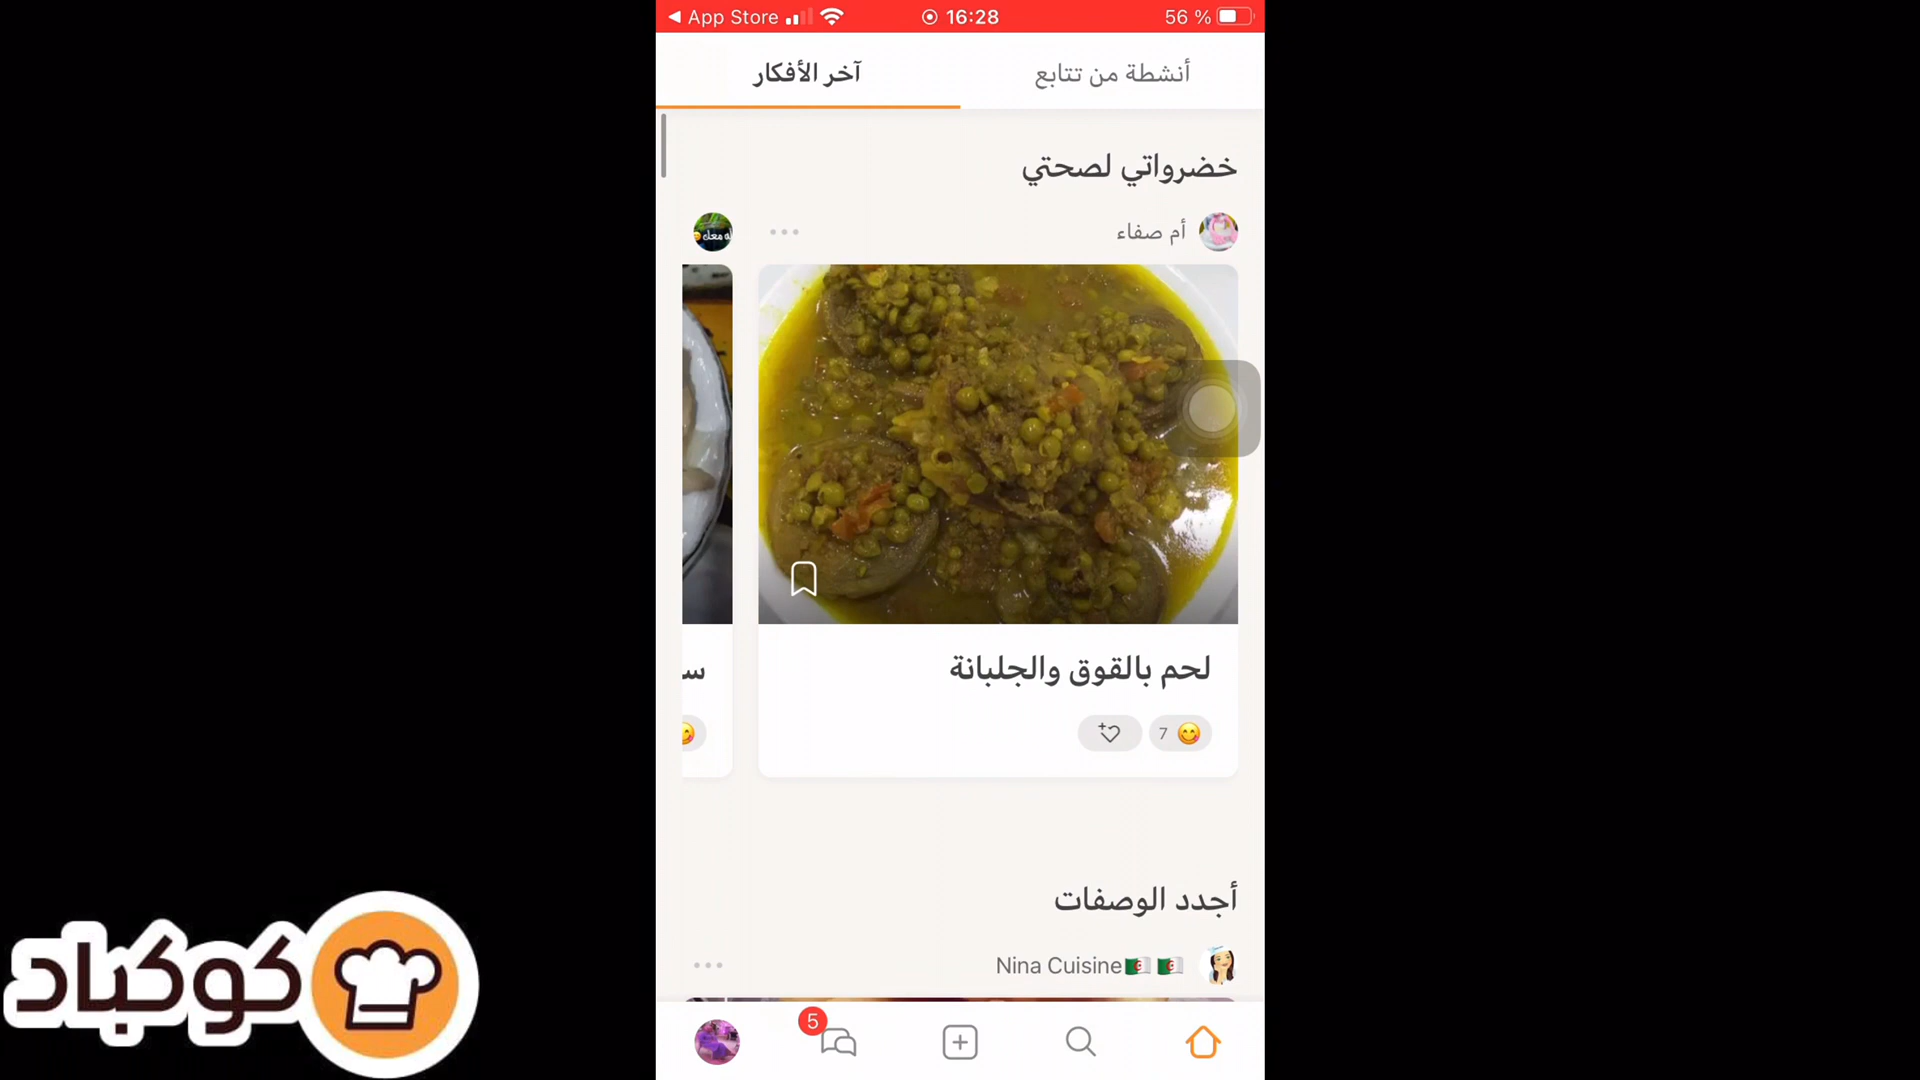 App Store
16:28
56 %
أنشطة من تتابع
آخر الأفكار
خضرواتي لصحتي
أم صفاء
لحم بالقوق والجلبانة
7
أجدد الوصفات
Nina Cuisine
5
كوكباد